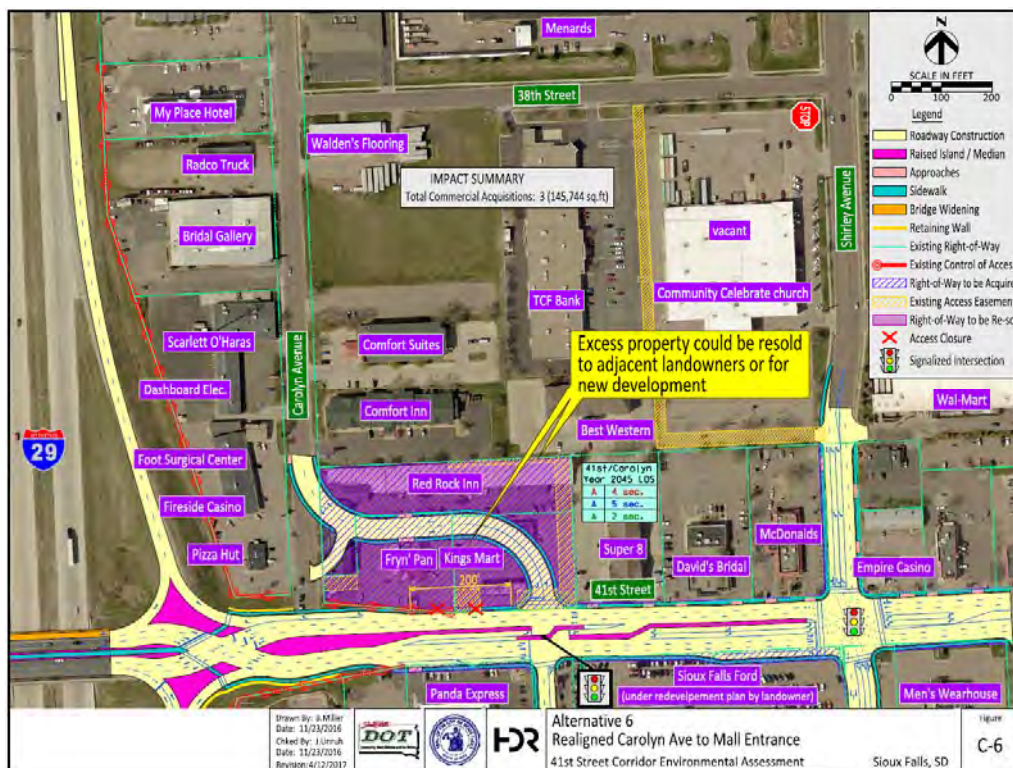 Menards
38th Street
My Place Hotel
Walden's Flooring
Radco Truck
IMPACT SUMMARY
Total Commercial Acquisitions: 3 (145,744 sq.ft)
STOP
Shirley Avenue
Bridal Gallery
vacant
TCF Bank
Community Celebrate church
Scarlett O'Haras
Comfort Suites
Carolyn Avenue
Excess property could be resold
to adjacent landowners or for
new development
Dashboard Elec.
Comfort Inn
Best Western
Wal-Mart
29
Foot Surgical Center
Red Rock Inn
41st/Carolyn
Year 2045 LOS
A 4 sec.
A 5 sec.
A 2 sec.
Fireside Casino
Pizza Hut
Fryn' Pan
Kings Mart
Super 8
David's Bridal
McDonalds
Empire Casino
200'
41st Street
Panda Express
Sioux Falls Ford
(under redevelopement plan by landowner)
Men's Wearhouse
N
SCALE IN FEET
0 100 200
Legend
Roadway Construction
Raised Island / Median
Approaches
Sidewalk
Bridge Widening
Retaining Wall
Existing Right-of-Way
Existing Control of Acces
Right-of-Way to be Acquire
Existing Access Easemen
Right-of-Way to be Re-so
Access Closure
Signalized Intersection
Drawn By: B.Miller
Date: 11/23/2016
Chked By: J.Unruh
Date: 11/23/2016
Revision: 4/12/2017
DOT
HDR
Alternative 6
Realigned Carolyn Ave to Mall Entrance
41st Street Corridor Environmental Assessment
Sioux Falls, SD
Figure
C-6